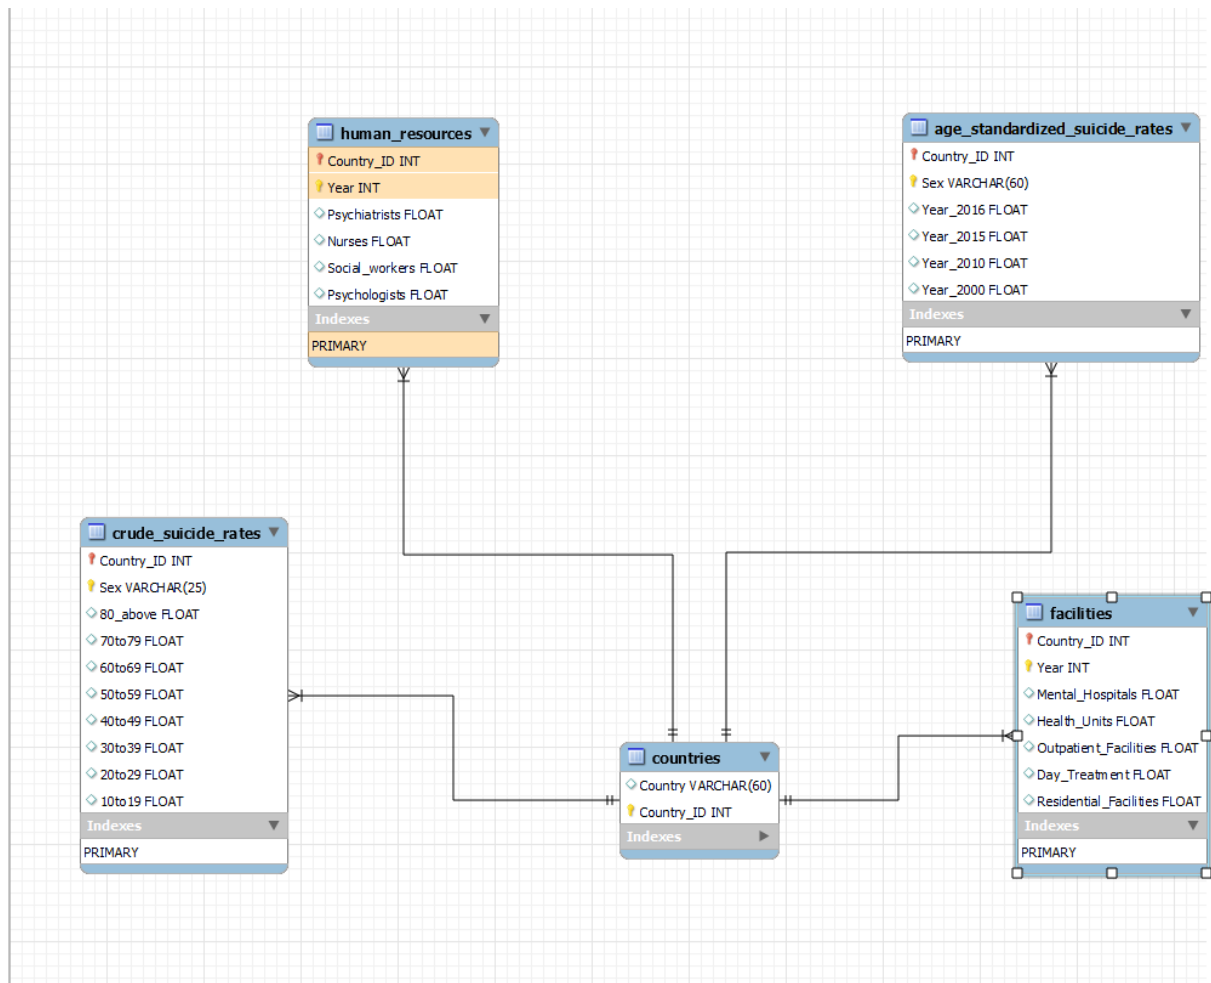 human_resources
Country_ID INT
Year INT
Psychiatrists FLOAT
Nurses FLOAT
Social_workers FLOAT
Psychologists FLOAT
Indexes
PRIMARY
age_standardized_suicide_rates
Country_ID INT
Sex VARCHAR(60)
Year_2016 FLOAT
Year_2015 FLOAT
Year_2010 FLOAT
Year_2000 FLOAT
Indexes
PRIMARY
crude_suicide_rates
Country_ID INT
Sex VARCHAR(25)
80_above FLOAT
70to79 FLOAT
60to69 FLOAT
50to59 FLOAT
40to49 FLOAT
30to39 FLOAT
20to29 FLOAT
10to19 FLOAT
Indexes
PRIMARY
countries
Country VARCHAR(60)
Country_ID INT
Indexes
facilities
Country_ID INT
Year INT
Mental_Hospitals FLOAT
Health_Units FLOAT
Outpatient_Facilities FLOAT
Day_Treatment FLOAT
Residential_Facilities FLOAT
Indexes
PRIMARY